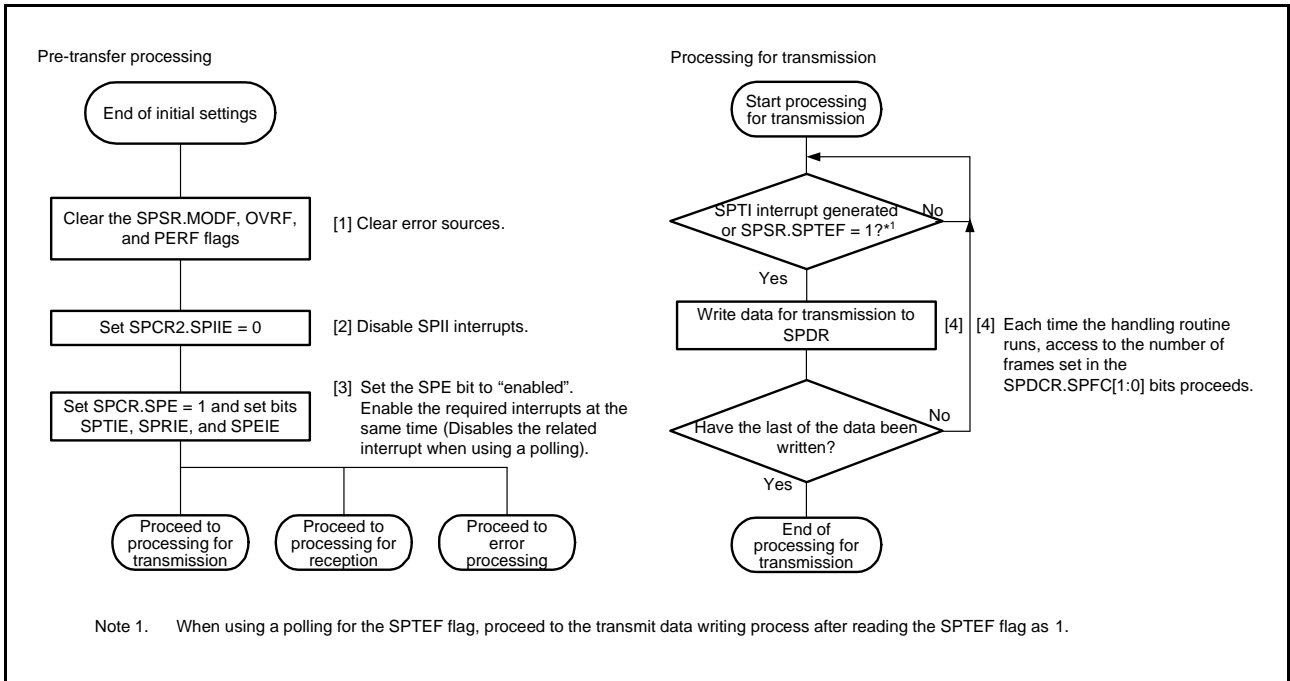 Pre-transfer processing
End of initial settings
Clear the SPSR.MODF, OVRF,
and PERF flags
[1] Clear error sources.
Set SPCR2.SPIIE = 0
[2] Disable SPII interrupts.
Set SPCR.SPE = 1 and set bits
SPTIE, SPRIE, and SPEIE
[3] Set the SPE bit to “enabled”.
Enable the required interrupts at the
same time (Disables the related
interrupt when using a polling).
Proceed to
processing for
transmission
Proceed to
processing for
reception
Proceed to
error
processing
Processing for transmission
Start processing
for transmission
SPTI interrupt generated
or SPSR.SPTEF = 1?*1
No
Yes
Write data for transmission to
SPDR
[4]
[4] Each time the handling routine
runs, access to the number of
frames set in the
SPDCR.SPFC[1:0] bits proceeds.
Have the last of the data been
written?
No
Yes
End of
processing for
transmission
Note 1. When using a polling for the SPTEF flag, proceed to the transmit data writing process after reading the SPTEF flag as 1.